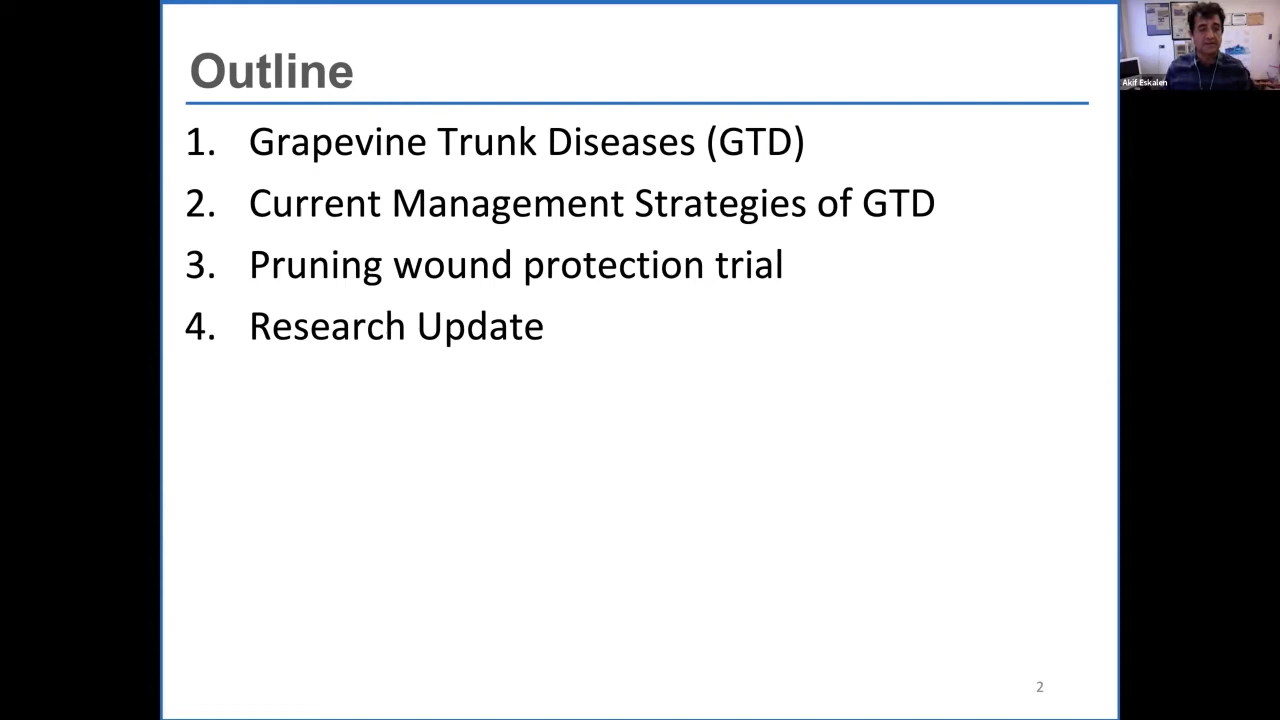 Outline
1. Grapevine Trunk Diseases (GTD)
2. Current Management Strategies of GTD
3. Pruning wound protection trial
4. Research Update
2
Akif Eskalen